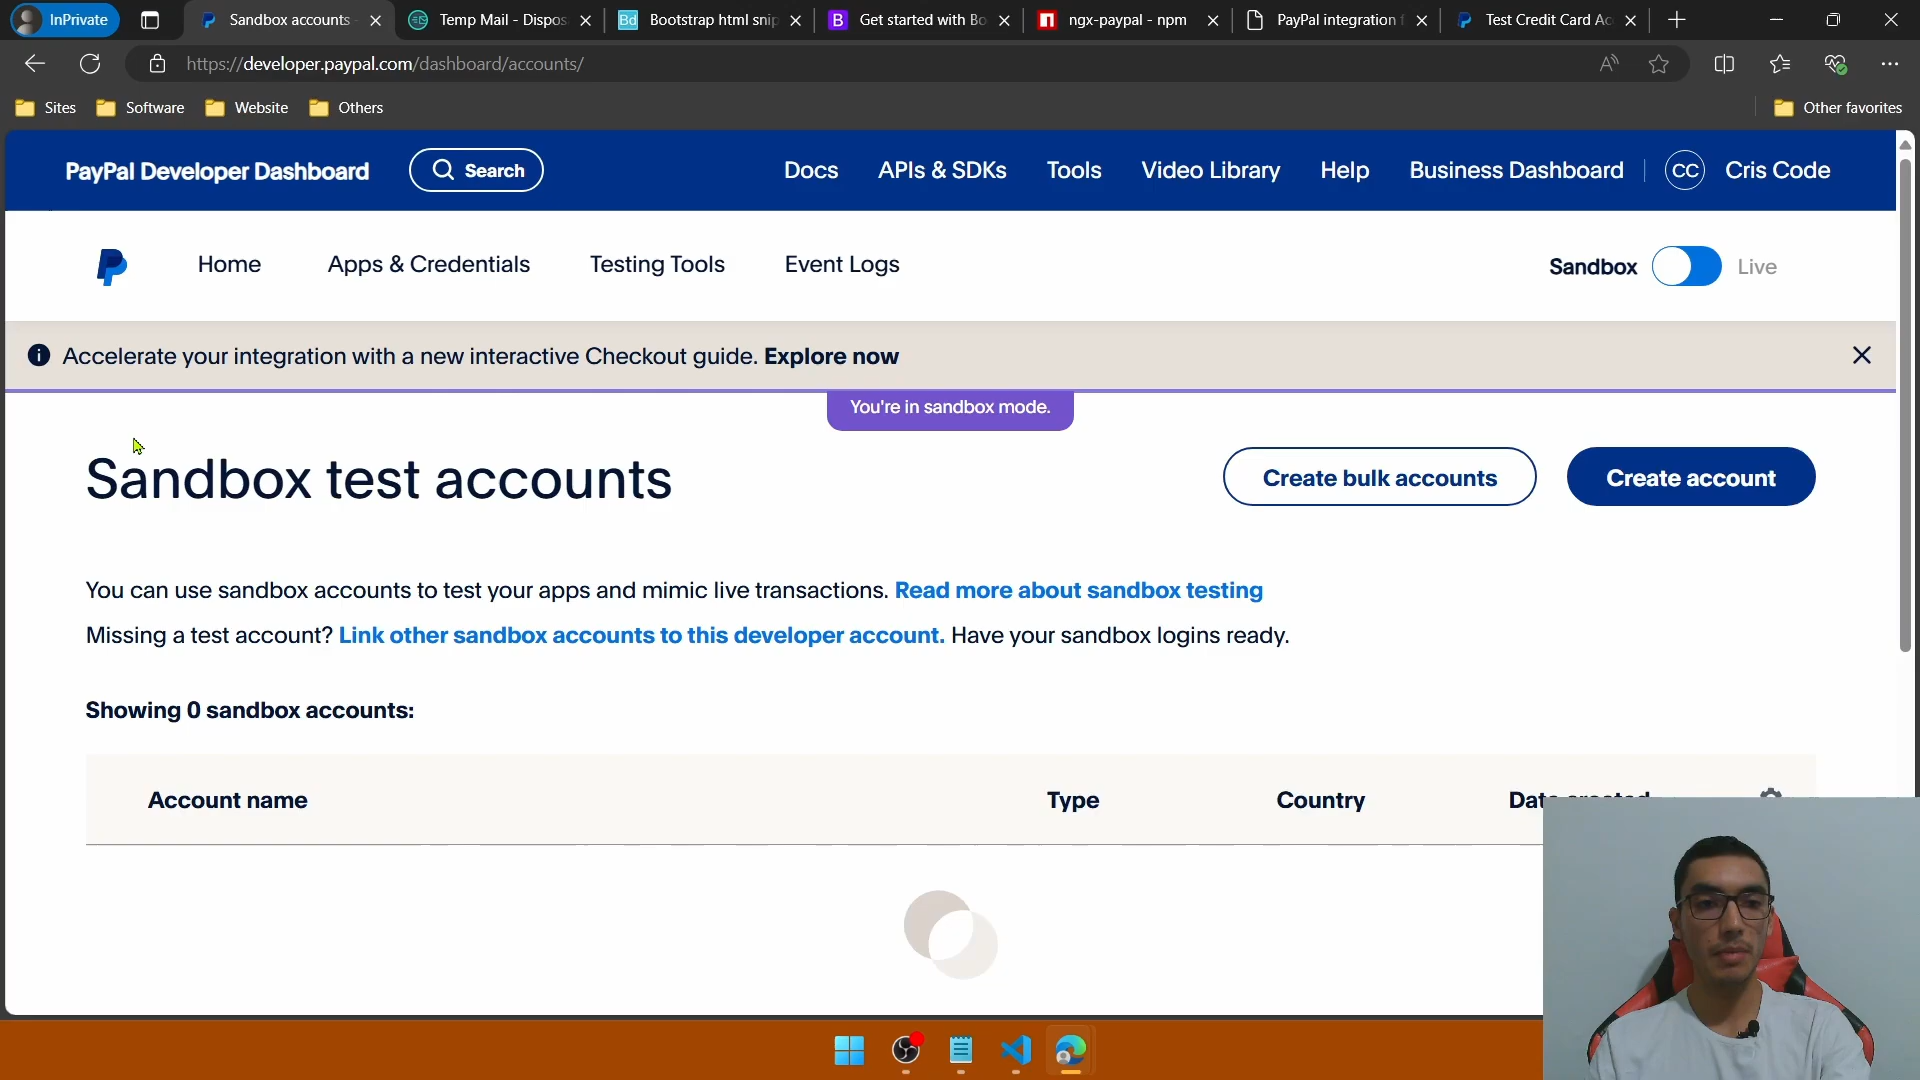 InPrivate
Sandbox accounts
Temp Mail - Dispos
Bootstrap html snip
Get started with Bo
ngx-paypal - npm
PayPal integration f
Test Credit Card Ac
https://developer.paypal.com/dashboard/accounts/
Sites
Software
Website
Others
Other favorites
PayPal Developer Dashboard
Search
Docs
APIs & SDKs
Tools
Video Library
Help
Business Dashboard
CC
Cris Code
Home
Apps & Credentials
Testing Tools
Event Logs
Sandbox
Live
Accelerate your integration with a new interactive Checkout guide. Explore now
You're in sandbox mode.
Sandbox test accounts
Create bulk accounts
Create account
You can use sandbox accounts to test your apps and mimic live transactions. Read more about sandbox testing
Missing a test account? Link other sandbox accounts to this developer account. Have your sandbox logins ready.
Showing 0 sandbox accounts:
Account name
Type
Country
Date created